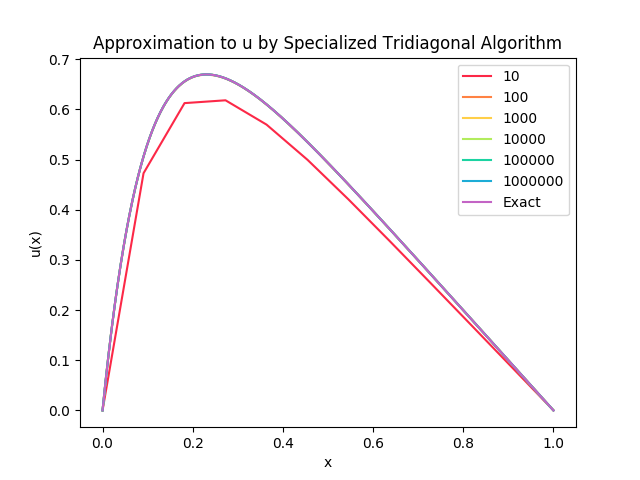 Approximation to u by Specialized Tridiagonal Algorithm
0.7
0.6
0.5
0.4
0.3
0.2
0.1
0.0
u(x)
10
100
1000
10000
100000
1000000
Exact
0.0 0.2 0.4 0.6 0.8 1.0
x